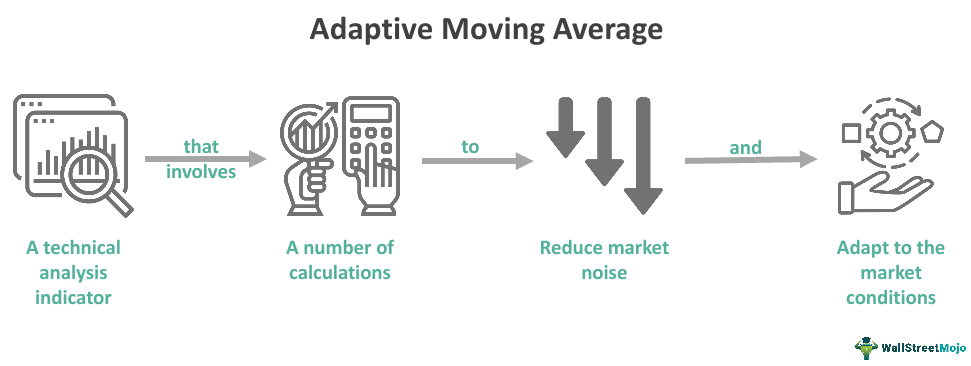 Adaptive Moving Average
that
involves
to
and
A technical
analysis
indicator
A number of
calculations
Reduce market
noise
Adapt to the
market
conditions
WallStreetMojo